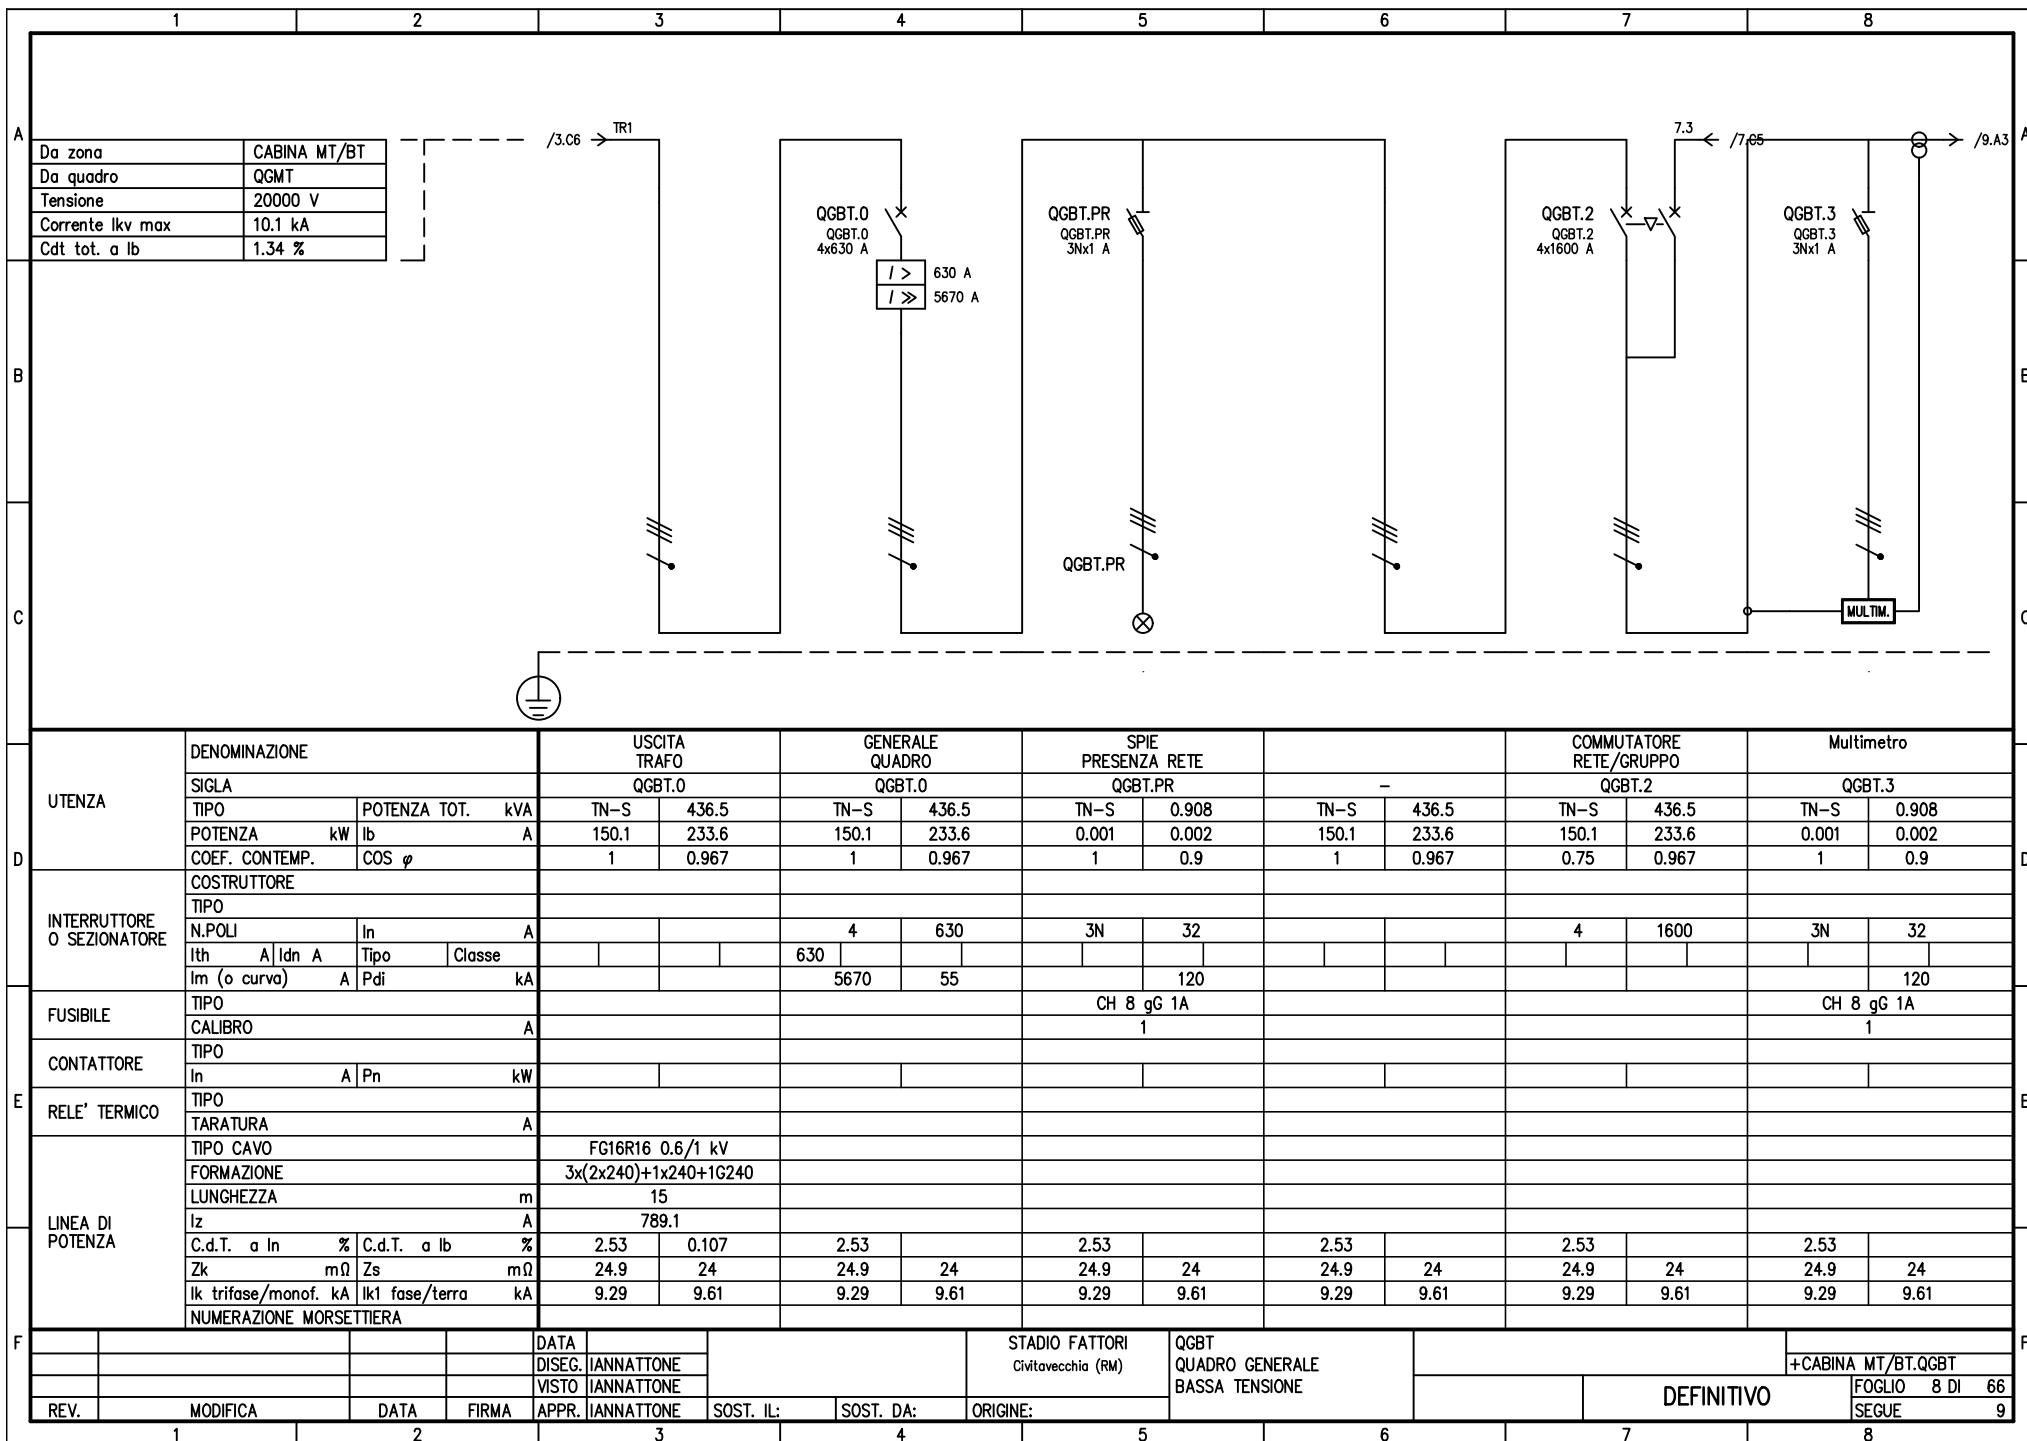 1 2 3 4 5 6 7 8
A
Da zona CABINA MT/BT
Da quadro QGMT
Tensione 20000 V
Corrente Ikv max 10.1 kA
Cdt tot. a Ib 1.34 %
/3.C6 TR1
QGBT.0
QGBT.0
4x630 A
I > 630 A
I >> 5670 A
QGBT.PR
QGBT.PR
3Nx1 A
QGBT.2
QGBT.2
4x1600 A
7.3
/7.C5
QGBT.3
QGBT.3
3Nx1 A
/9.A3
A
B B
QGBT.PR
MULTIM.
C C
UTENZA
DENOMINAZIONE USCITA TRAFO GENERALE QUADRO SPIE PRESENZA RETE COMMUTATORE RETE/GRUPPO Multimetro
SIGLA QGBT.0 QGBT.0 QGBT.PR – QGBT.2 QGBT.3
TIPO POTENZA TOT. kVA TN-S 436.5 TN-S 436.5 TN-S 0.908 TN-S 436.5 TN-S 436.5 TN-S 0.908
POTENZA kW Ib A 150.1 233.6 150.1 233.6 0.001 0.002 150.1 233.6 150.1 233.6 0.001 0.002
COEF. CONTEMP. COS φ 1 0.967 1 0.967 1 0.9 1 0.967 0.75 0.967 1 0.9
D D
INTERRUTTORE O SEZIONATORE
COSTRUTTORE
TIPO
N.POLI In A 4 630 3N 32 4 1600 3N 32
Ith A Idn A Tipo Classe 630
Im (o curva) A Pdi kA 5670 55 120 120
FUSIBILE
TIPO CH 8 gG 1A CH 8 gG 1A
CALIBRO A 1 1
CONTATTORE
TIPO
In A Pn kW
E E
RELE' TERMICO
TIPO
TARATURA A
LINEA DI POTENZA
TIPO CAVO FG16R16 0.6/1 kV
FORMAZIONE 3x(2x240)+1x240+1G240
LUNGHEZZA m 15
Iz A 789.1
C.d.T. a In % C.d.T. a Ib % 2.53 0.107 2.53 2.53 2.53 2.53 2.53
Zk mΩ Zs mΩ 24.9 24 24.9 24 24.9 24 24.9 24 24.9 24 24.9 24
Ik trifase/monof. kA Ik1 fase/terra kA 9.29 9.61 9.29 9.61 9.29 9.61 9.29 9.61 9.29 9.61 9.29 9.61
NUMERAZIONE MORSETTIERA
F F
DATA STADIO FATTORI QGBT
DISEG. IANNATTONE Civitavecchia (RM) QUADRO GENERALE +CABINA MT/BT.QGBT
VISTO IANNATTONE BASSA TENSIONE DEFINITIVO FOGLIO 8 DI 66
REV. MODIFICA DATA FIRMA APPR. IANNATTONE SOST. IL: SOST. DA: ORIGINE: SEGUE 9
1 2 3 4 5 6 7 8